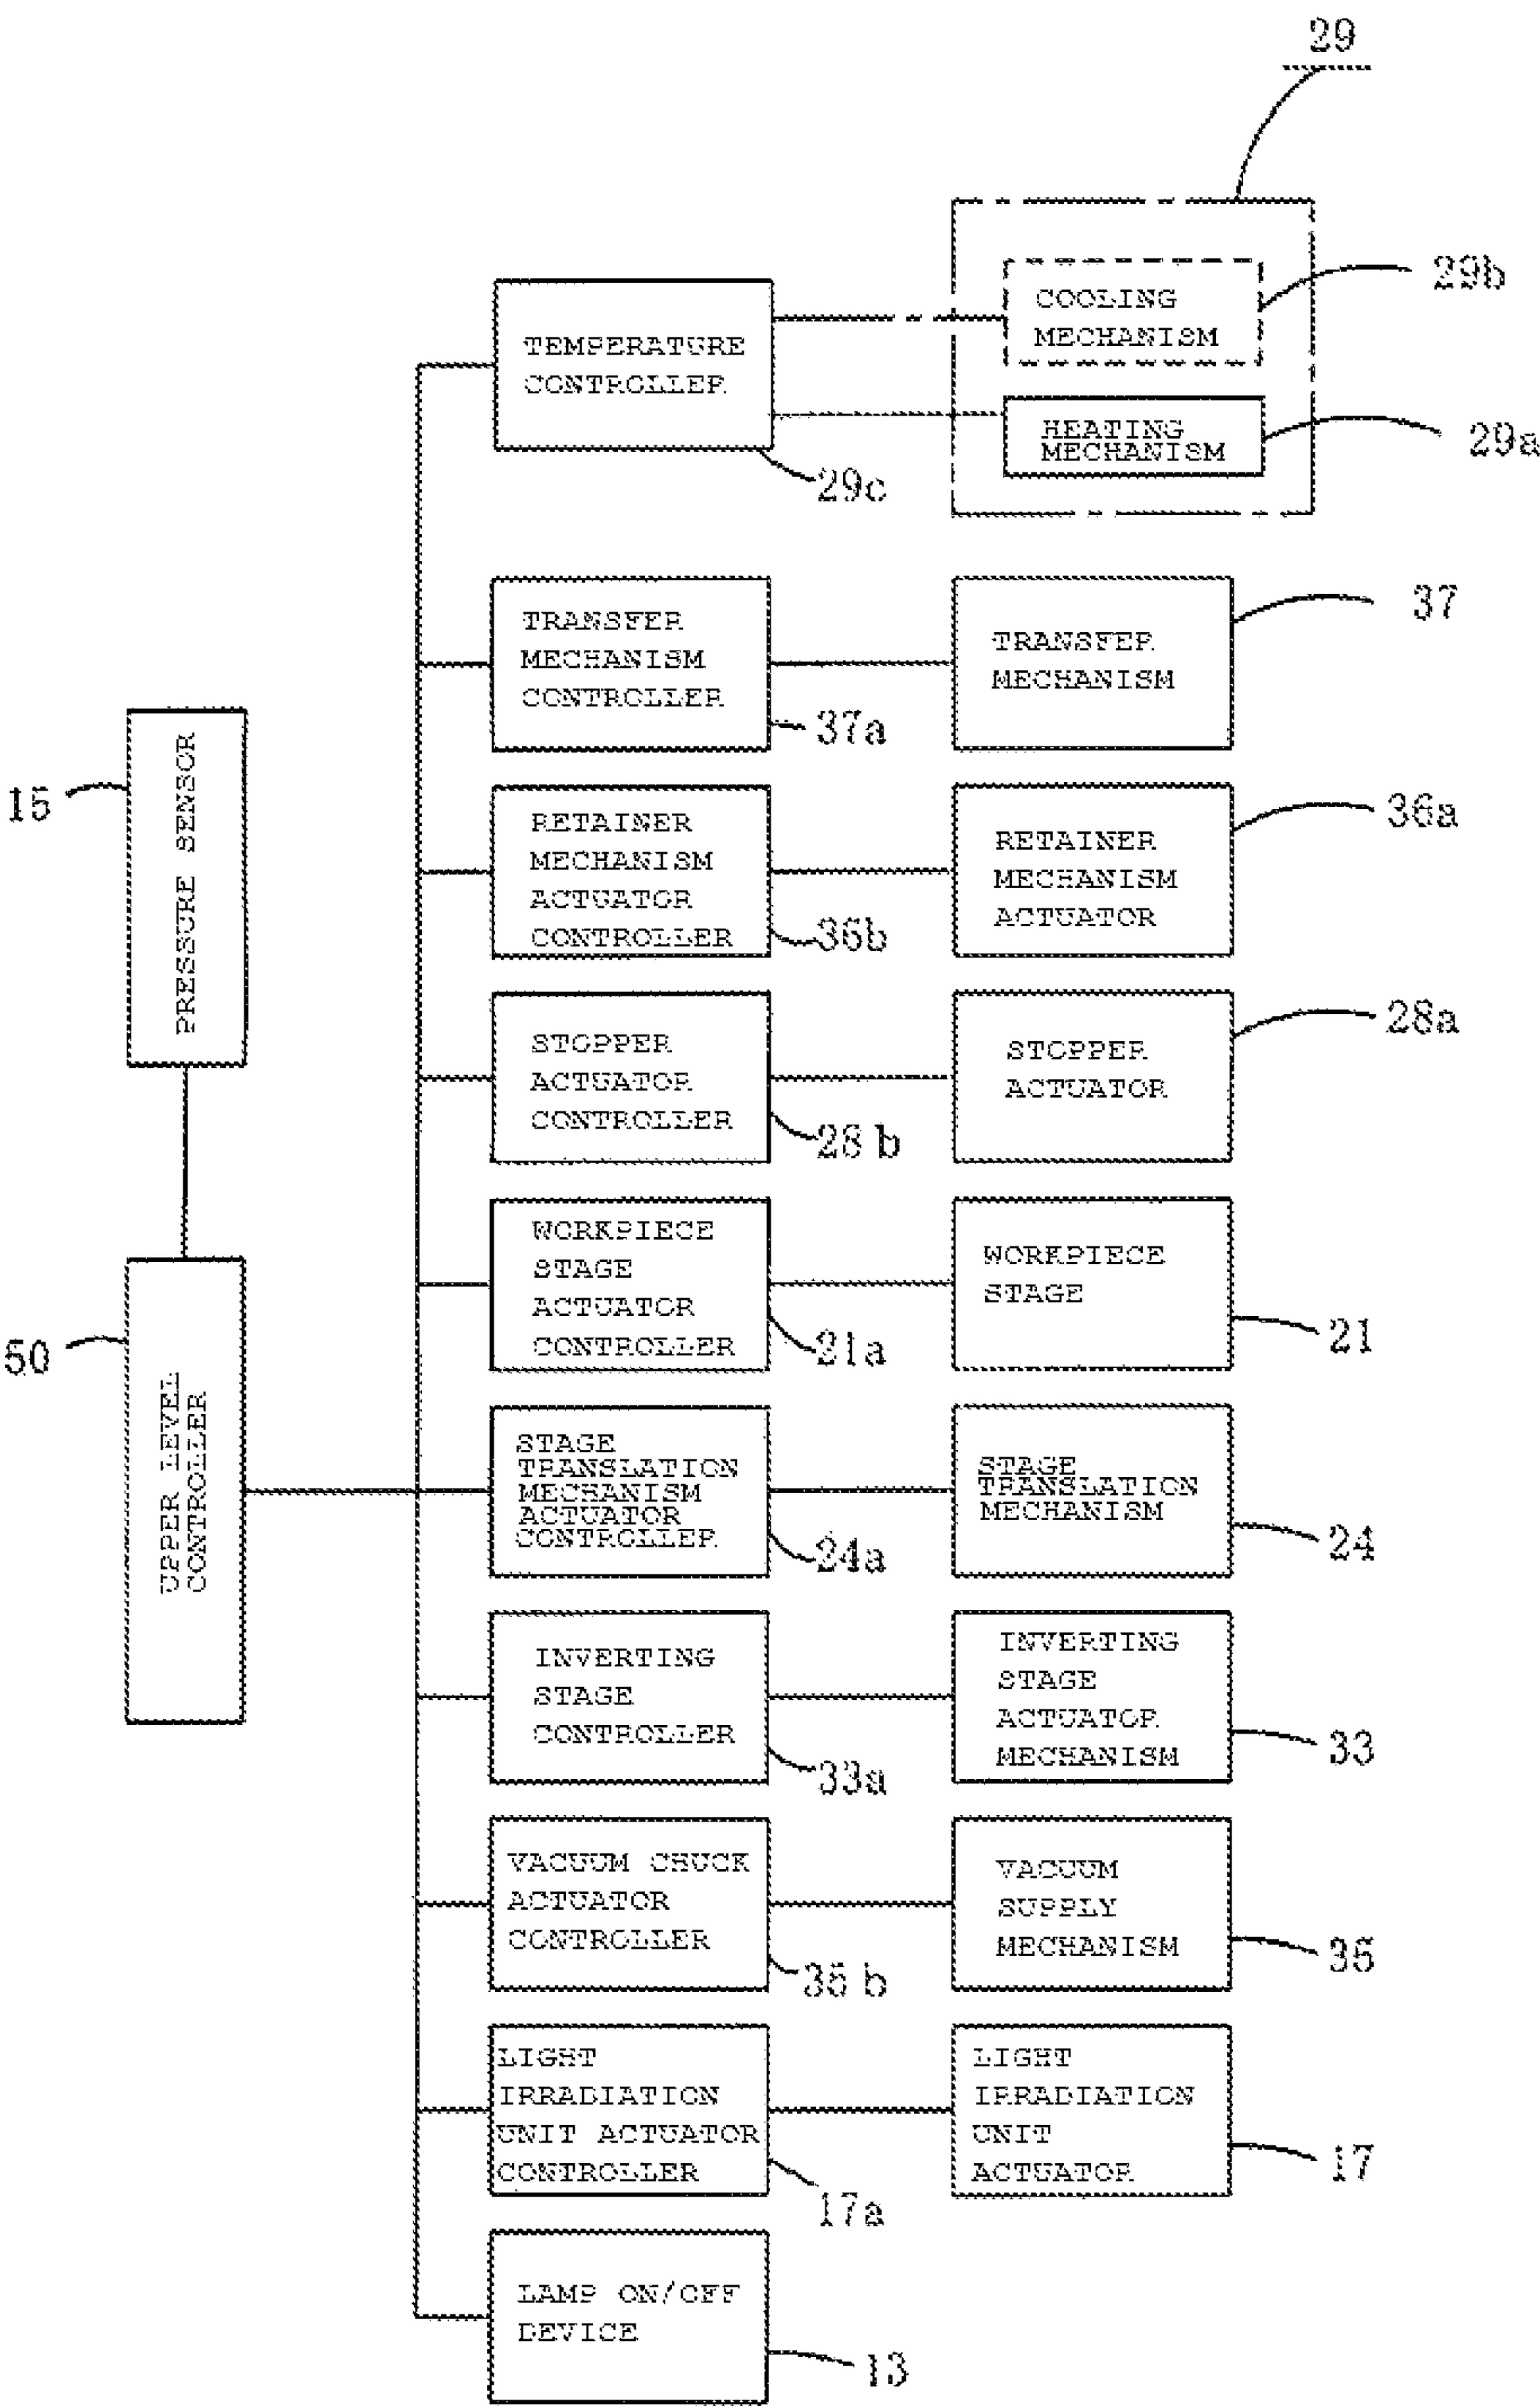 29
COOLING
MECHANISM
29b
TEMPERATURE
CONTROLLER
HEATING
MECHANISM
29a
29c
TRANSFER
MECHANISM
CONTROLLER
37a
TRANSFER
MECHANISM
37
PRESSURE SENSOR
15
RETAINER
MECHANISM
ACTUATOR
CONTROLLER
36b
RETAINER
MECHANISM
ACTUATOR
36a
STOPPER
ACTUATOR
CONTROLLER
28b
STOPPER
ACTUATOR
28a
WORKPIECE
STAGE
ACTUATOR
CONTROLLER
21a
WORKPIECE
STAGE
21
50
UPPER LEVEL
CONTROLLER
STAGE
TRANSLATION
MECHANISM
ACTUATOR
CONTROLLER
24a
STAGE
TRANSLATION
MECHANISM
24
INVERTING
STAGE
CONTROLLER
33a
INVERTING
STAGE
ACTUATOR
MECHANISM
33
VACUUM CHUCK
ACTUATOR
CONTROLLER
35b
VACUUM
SUPPLY
MECHANISM
35
LIGHT
IRRADIATION
UNIT ACTUATOR
CONTROLLER
17a
LIGHT
IRRADIATION
UNIT
ACTUATOR
17
LAMP ON/OFF
DEVICE
13